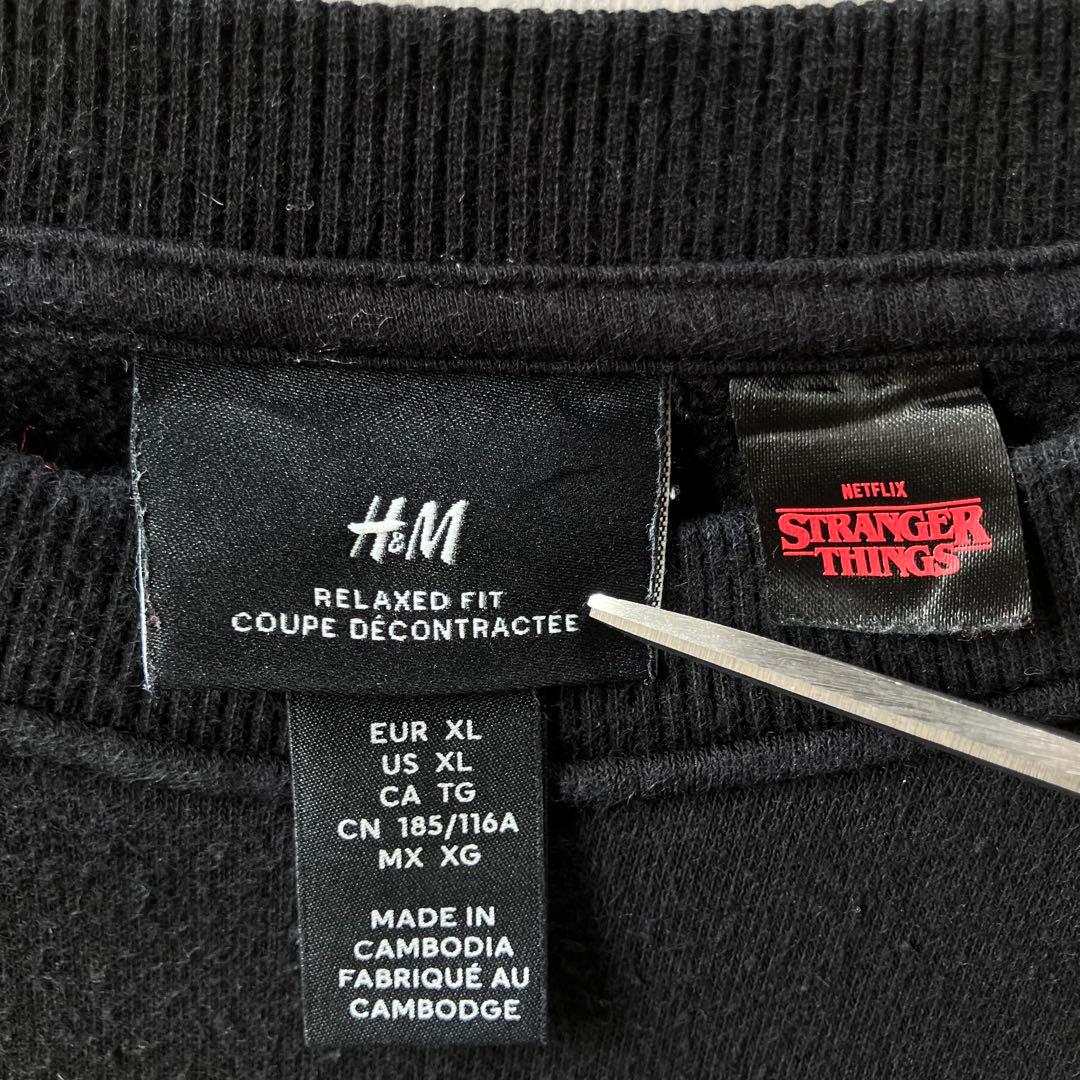 H&M
RELAXED FIT
COUPE DÉCONTRACTÉE
EUR XL
US XL
CA TG
CN 185/116A
MX XG
MADE IN
CAMBODIA
FABRIQUÉ AU
CAMBODGE
NETFLIX
STRANGER
THINGS